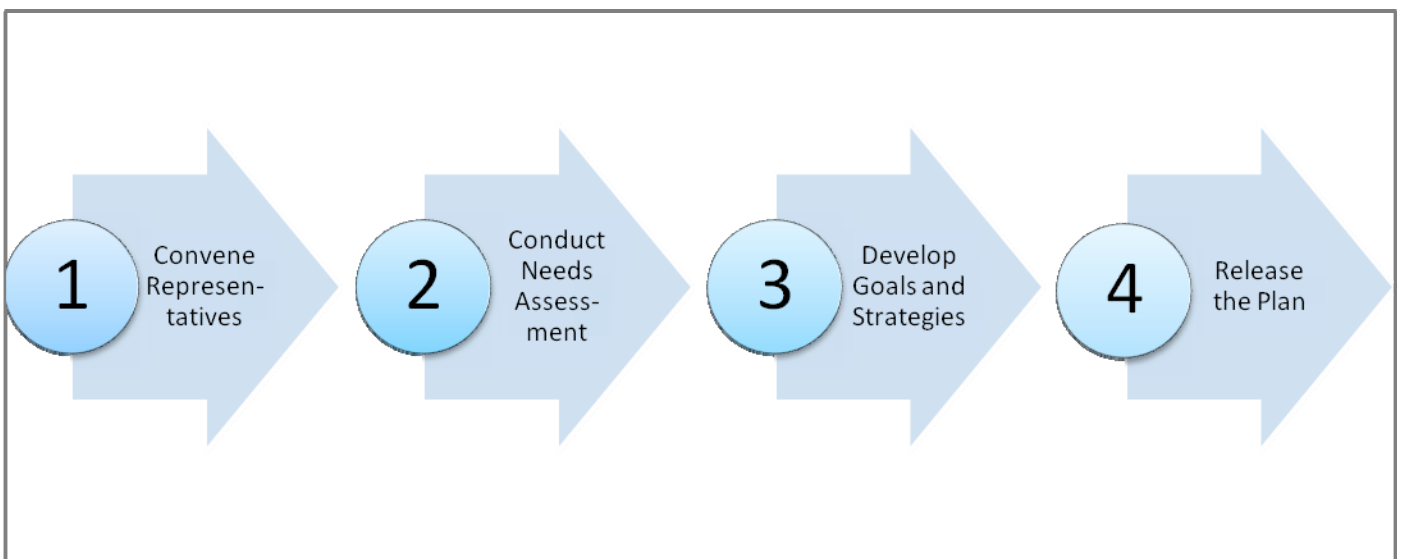 1
Convene
Represen-
tatives
2
Conduct
Needs
Assess-
ment
3
Develop
Goals and
Strategies
4
Release
the Plan